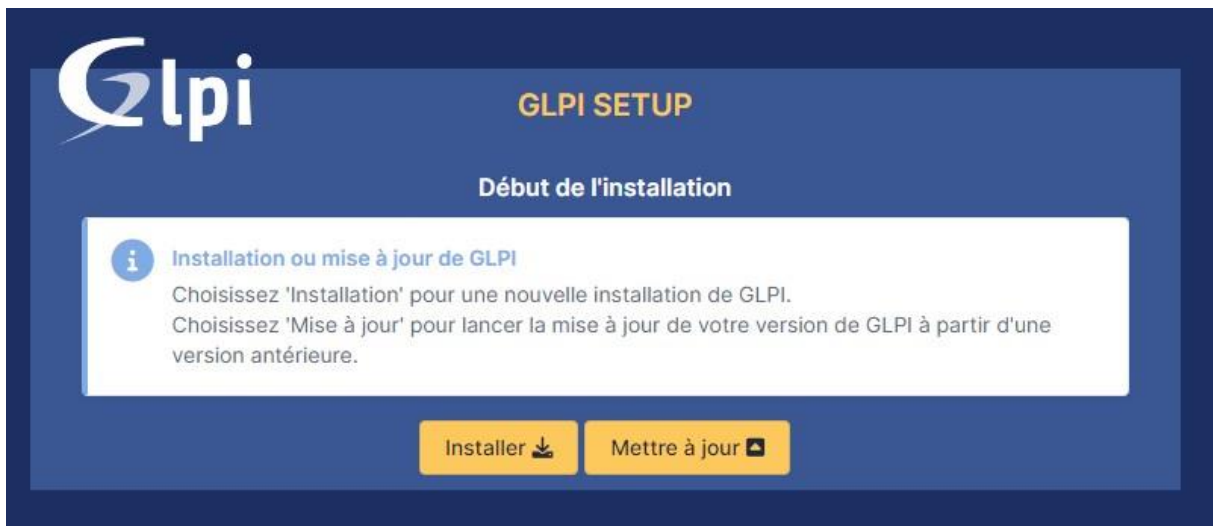 Glpi
GLPI SETUP
Début de l'installation
Installation ou mise à jour de GLPI
Choisissez 'Installation' pour une nouvelle installation de GLPI.
Choisissez 'Mise à jour' pour lancer la mise à jour de votre version de GLPI à partir d'une
version antérieure.
Installer
Mettre à jour